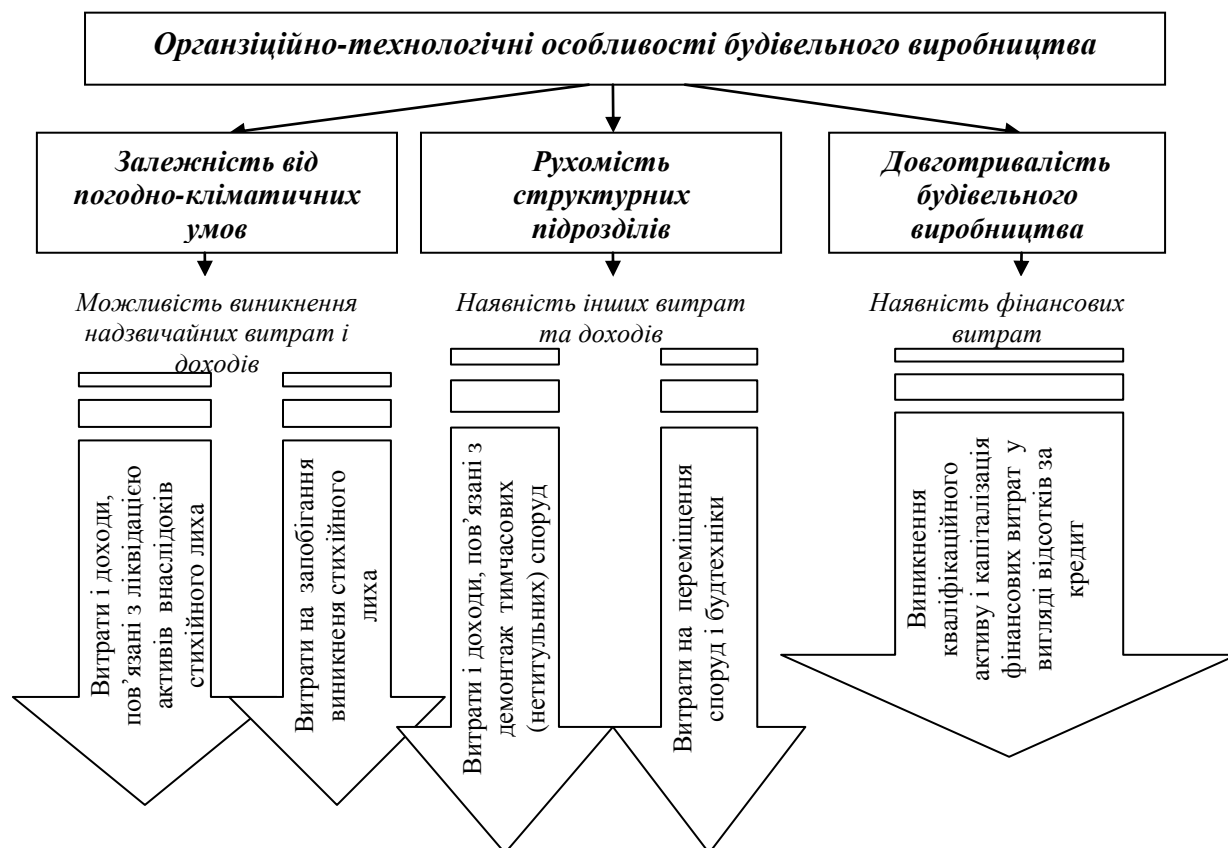 Органзіційно-технологічні особливості будівельного виробництва
Залежність від
погодно-кліматичних
умов
Рухомість
структурних
підрозділів
Довготривалість
будівельного
виробництва
Можливість виникнення
надзвичайних витрат і
доходів
Наявність інших витрат
та доходів
Наявність фінансових
витрат
Витрати і доходи,
пов’язані з ліквідацією
активів внаслідоків
стихійного лиха
Витрати на запобігання
виникненя стихійного
лиха
Витрати і доходи, пов’язані з
демонтаж тимчасових
(нетитульних) споруд
Витрати на переміщення
споруд і будтехніки
Виникнення
кваліфікаційного
активу і капіталізація
фінансових витрат у
вигляді відсотків за
кредит